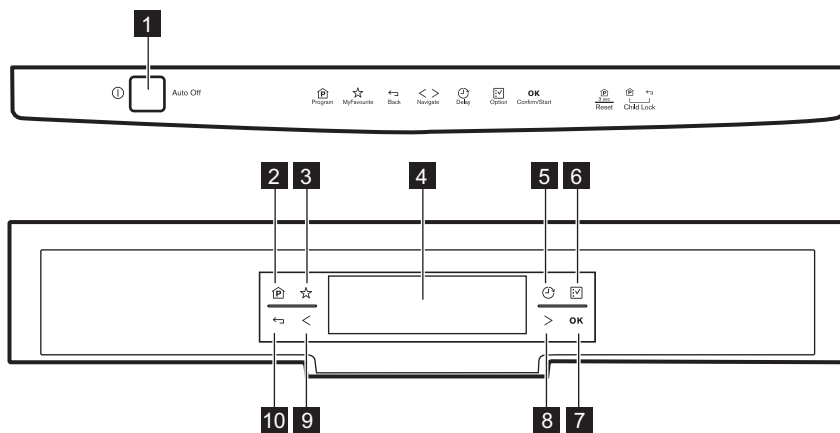 1
Auto Off
Program MyFavourite Back Navigate Delay Option OK Confirm/Start
3 sec. Reset Child Lock
2 3 4 5 6
P OK
10 9 8 7